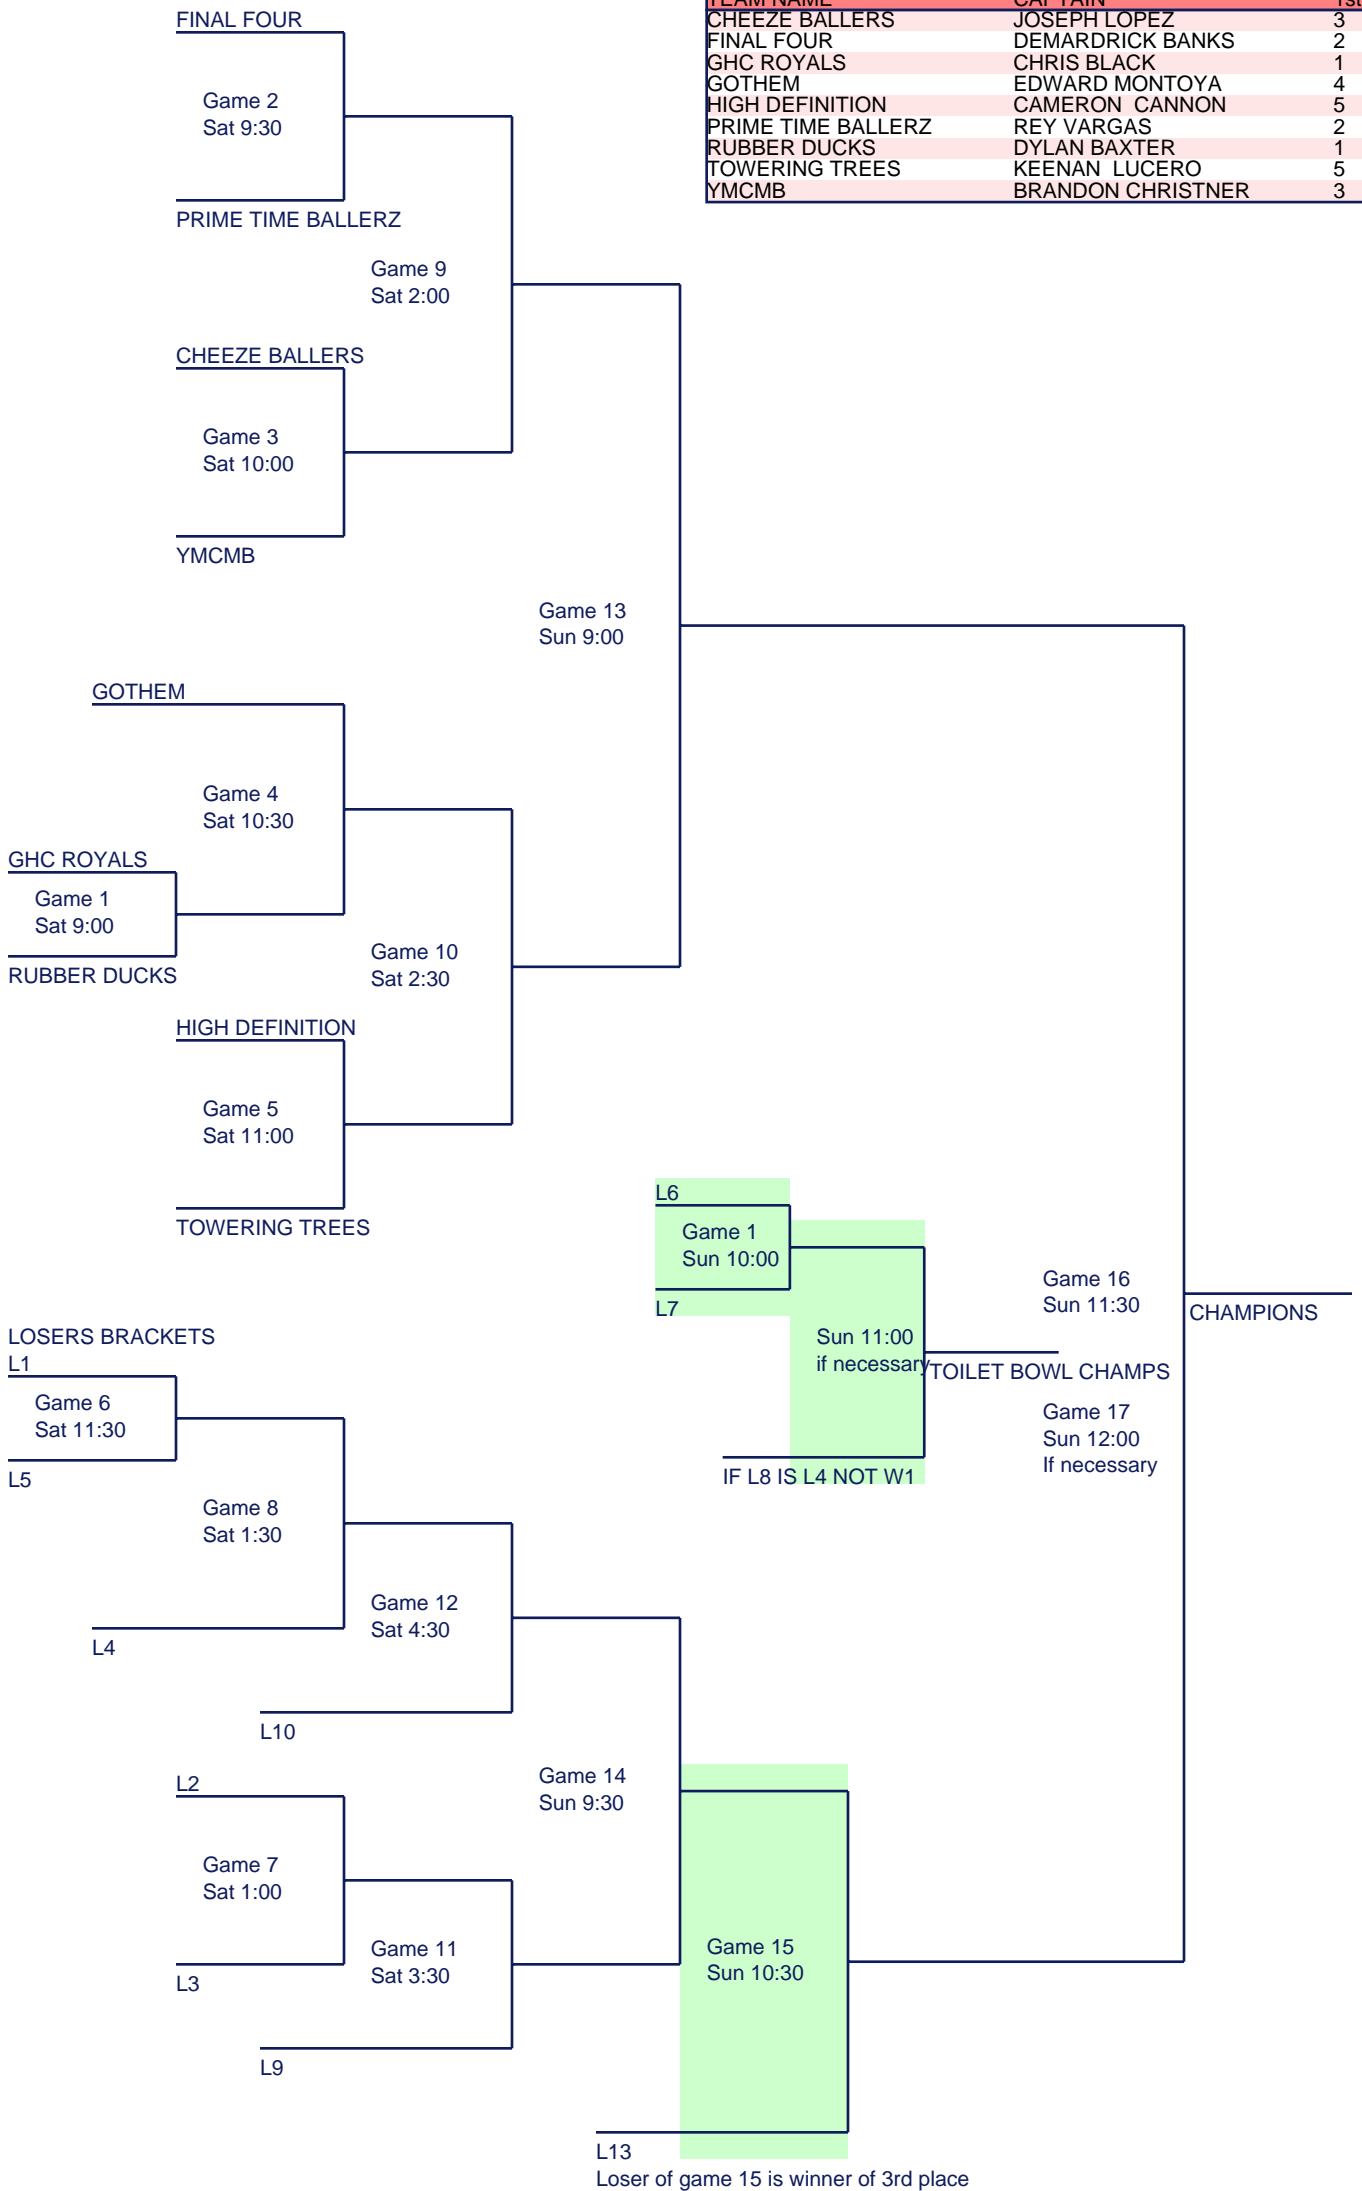 TEAM NAME CAPTAIN 1st
CHEEZE BALLERS JOSEPH LOPEZ 3
FINAL FOUR DEMARDRICK BANKS 2
GHC ROYALS CHRIS BLACK 1
GOTHEM EDWARD MONTOYA 4
HIGH DEFINITION CAMERON CANNON 5
PRIME TIME BALLERZ REY VARGAS 2
RUBBER DUCKS DYLAN BAXTER 1
TOWERING TREES KEENAN LUCERO 5
YMCMB BRANDON CHRISTNER 3
FINAL FOUR
Game 2
Sat 9:30
PRIME TIME BALLERZ
Game 9
Sat 2:00
CHEEZE BALLERS
Game 3
Sat 10:00
YMCMB
Game 13
Sun 9:00
GOTHEM
Game 4
Sat 10:30
GHC ROYALS
Game 1
Sat 9:00
RUBBER DUCKS
Game 10
Sat 2:30
HIGH DEFINITION
Game 5
Sat 11:00
TOWERING TREES
L6
Game 1
Sun 10:00
L7
Sun 11:00
if necessary
TOILET BOWL CHAMPS
IF L8 IS L4 NOT W1
Game 16
Sun 11:30
CHAMPIONS
Game 17
Sun 12:00
If necessary
LOSERS BRACKETS
L1
Game 6
Sat 11:30
L5
Game 8
Sat 1:30
L4
Game 12
Sat 4:30
L10
Game 14
Sun 9:30
L2
Game 7
Sat 1:00
L3
Game 11
Sat 3:30
L9
Game 15
Sun 10:30
L13
Loser of game 15 is winner of 3rd place